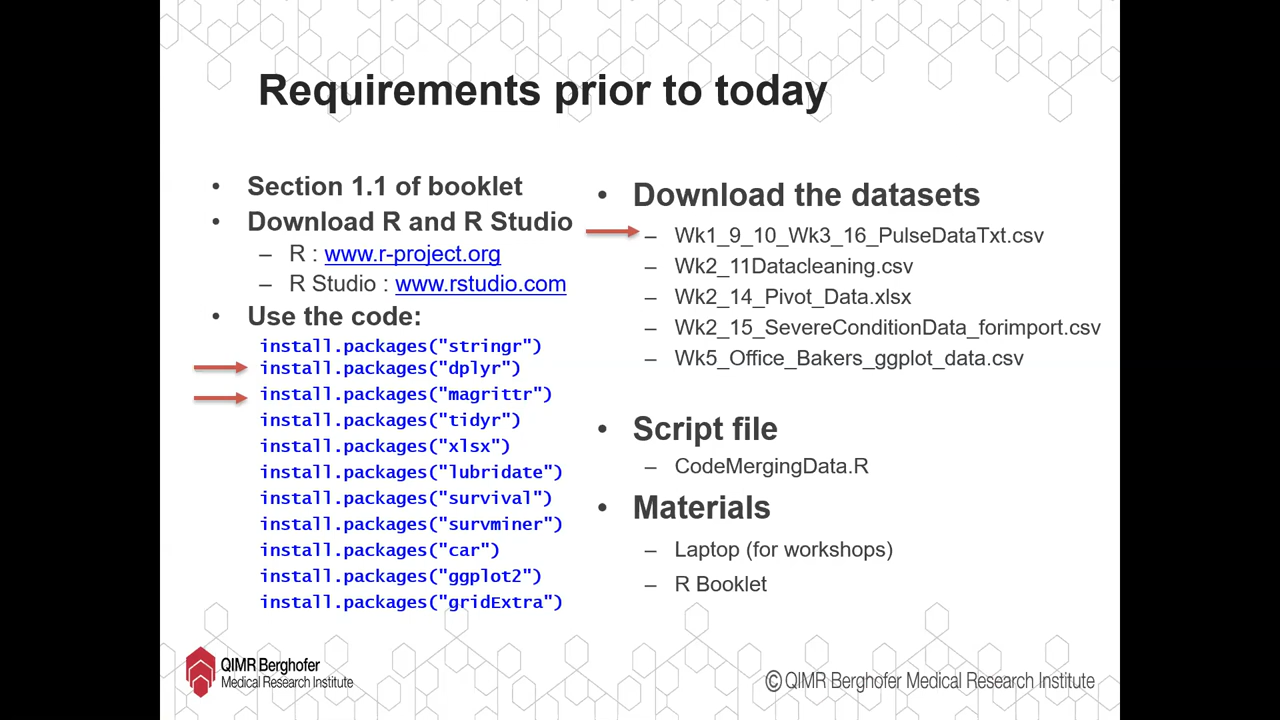 Requirements prior to today
• Section 1.1 of booklet
• Download R and R Studio
– R : www.r-project.org
– R Studio : www.rstudio.com
• Use the code:
install.packages("stringr")
install.packages("dplyr")
install.packages("magrittr")
install.packages("tidyr")
install.packages("xlsx")
install.packages("lubridate")
install.packages("survival")
install.packages("survminer")
install.packages("car")
install.packages("ggplot2")
install.packages("gridExtra")
• Download the datasets
– Wk1_9_10_Wk3_16_PulseDataTxt.csv
– Wk2_11Datacleaning.csv
– Wk2_14_Pivot_Data.xlsx
– Wk2_15_SevereConditionData_forimport.csv
– Wk5_Office_Bakers_ggplot_data.csv
• Script file
– CodeMergingData.R
• Materials
– Laptop (for workshops)
– R Booklet
QIMR Berghofer
Medical Research Institute
© QIMR Berghofer Medical Research Institute